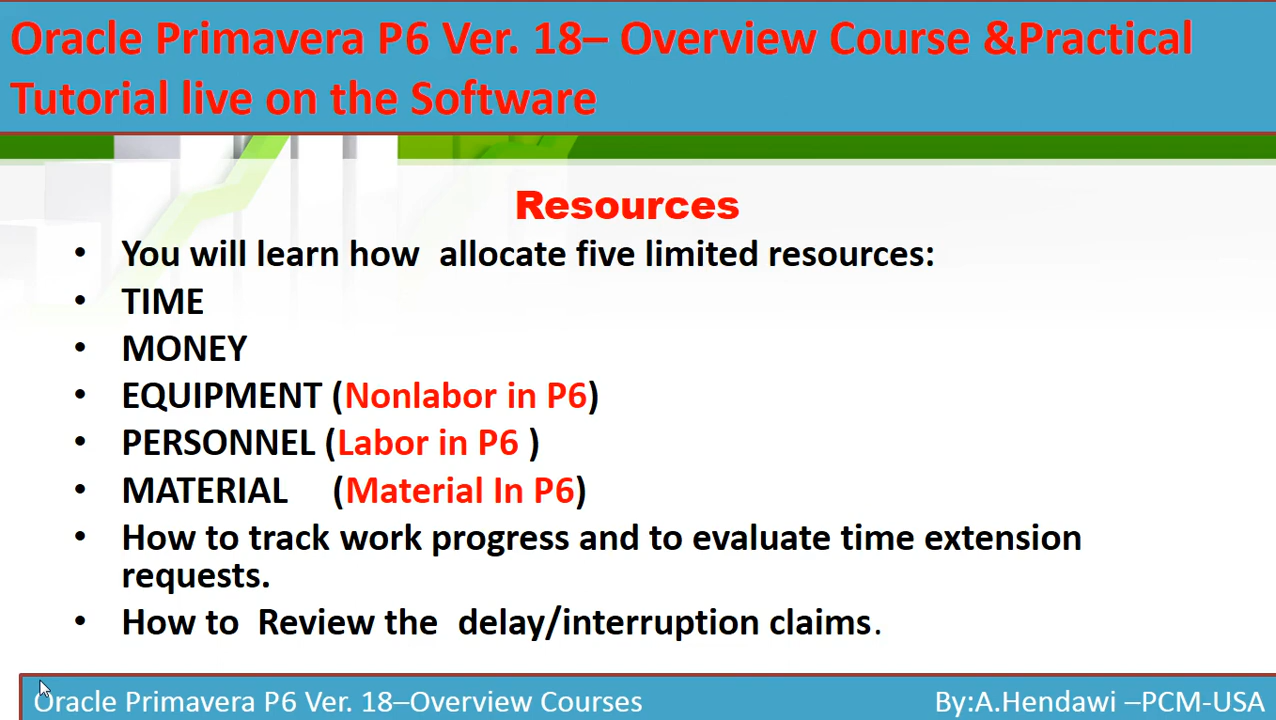 Oracle Primavera P6 Ver. 18– Overview Course &Practical
Tutorial live on the Software
Resources
• You will learn how allocate five limited resources:
• TIME
• MONEY
• EQUIPMENT (Nonlabor in P6)
• PERSONNEL (Labor in P6 )
• MATERIAL (Material In P6)
• How to track work progress and to evaluate time extension
requests.
• How to Review the delay/interruption claims.
Oracle Primavera P6 Ver. 18–Overview Courses
By:A.Hendawi –PCM-USA